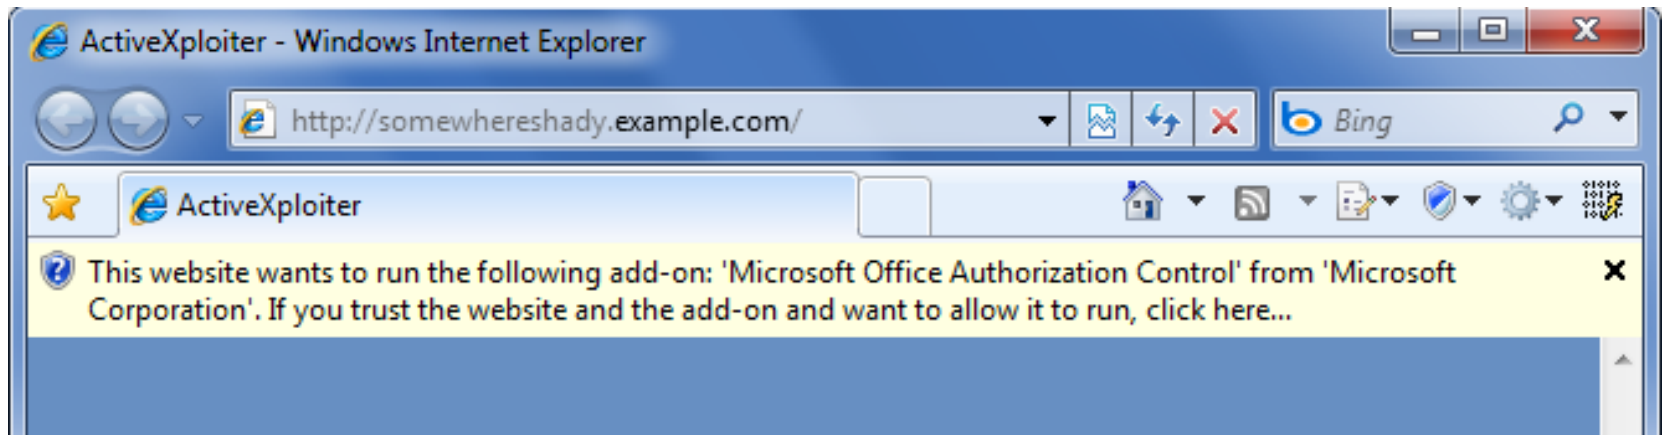 ActiveXploiter - Windows Internet Explorer
http://somewhereshady.example.com/
Bing
ActiveXploiter
This website wants to run the following add-on: 'Microsoft Office Authorization Control' from 'Microsoft
Corporation'. If you trust the website and the add-on and want to allow it to run, click here...